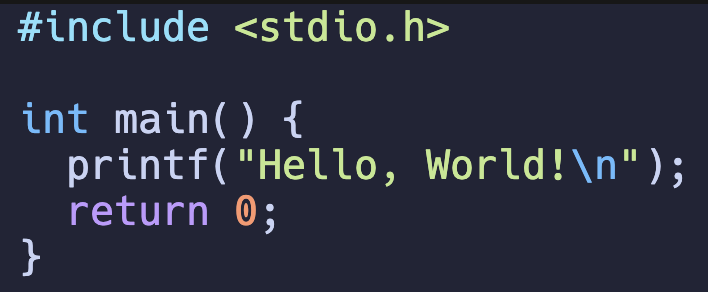 #include <stdio.h>

int main() {
  printf("Hello, World!\n");
  return 0;
}